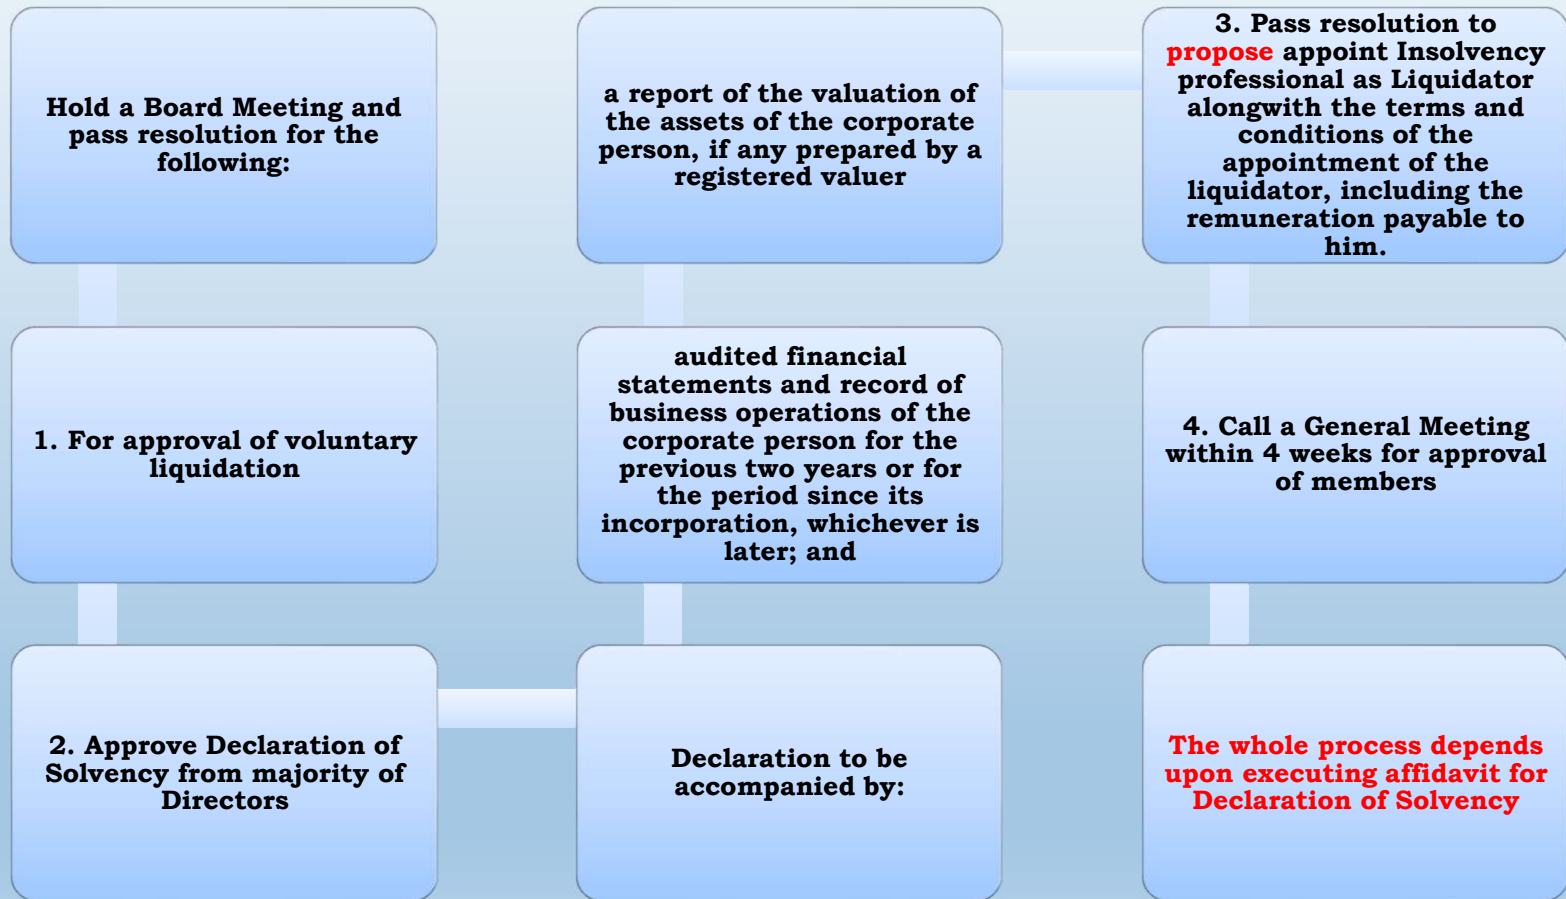 Hold a Board Meeting and
pass resolution for the
following:
1. For approval of voluntary
liquidation
2. Approve Declaration of
Solvency from majority of
Directors
Declaration to be
accompanied by:
audited financial
statements and record of
business operations of the
corporate person for the
previous two years or for
the period since its
incorporation, whichever is
later; and
a report of the valuation of
the assets of the corporate
person, if any prepared by a
registered valuer
3. Pass resolution to
propose appoint Insolvency
professional as Liquidator
alongwith the terms and
conditions of the
appointment of the
liquidator, including the
remuneration payable to
him.
4. Call a General Meeting
within 4 weeks for approval
of members
The whole process depends
upon executing affidavit for
Declaration of Solvency